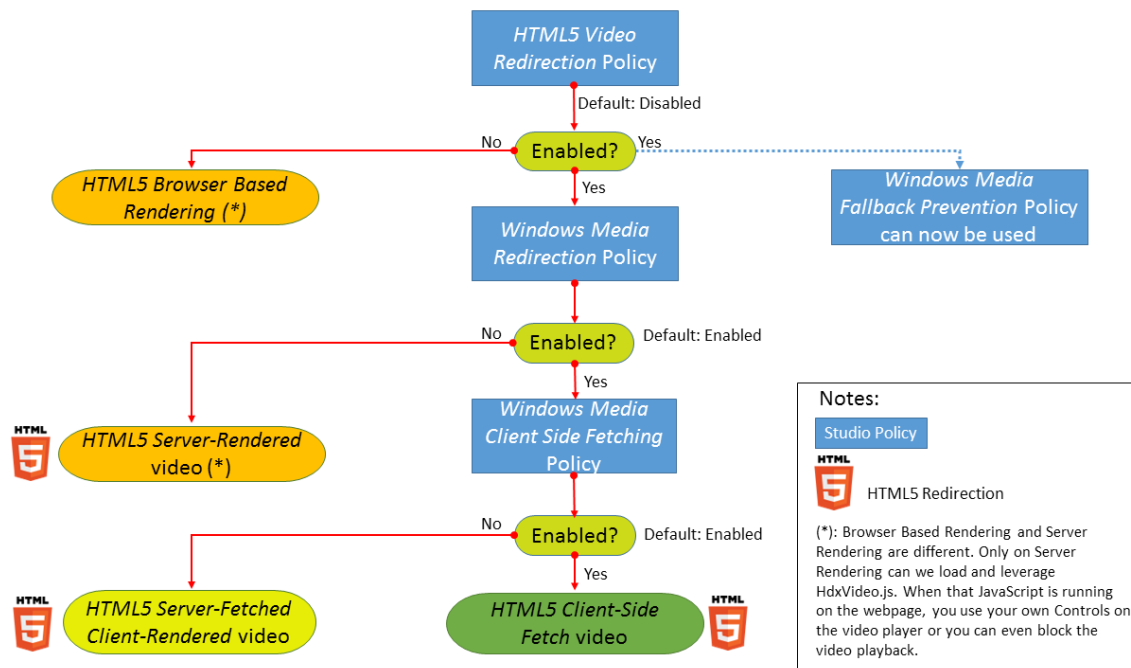 HTML5 Video
Redirection Policy
Default: Disabled
No
Enabled?
Yes
HTML5 Browser Based
Rendering (*)
Yes
Windows Media
Fallback Prevention Policy
can now be used
Windows Media
Redirection Policy
No
Enabled?
Default: Enabled
Yes
HTML
5
HTML5 Server-Rendered
video (*)
Windows Media
Client Side Fetching
Policy
No
Enabled?
Default: Enabled
Yes
HTML
5
HTML5 Server-Fetched
Client-Rendered video
HTML5 Client-Side
Fetch video
HTML
5
Notes:
Studio Policy
HTML
5
HTML5 Redirection
(*): Browser Based Rendering and Server
Rendering are different. Only on Server
Rendering can we load and leverage
HdxVideo.js. When that JavaScript is running
on the webpage, you use your own Controls on
the video player or you can even block the
video playback.